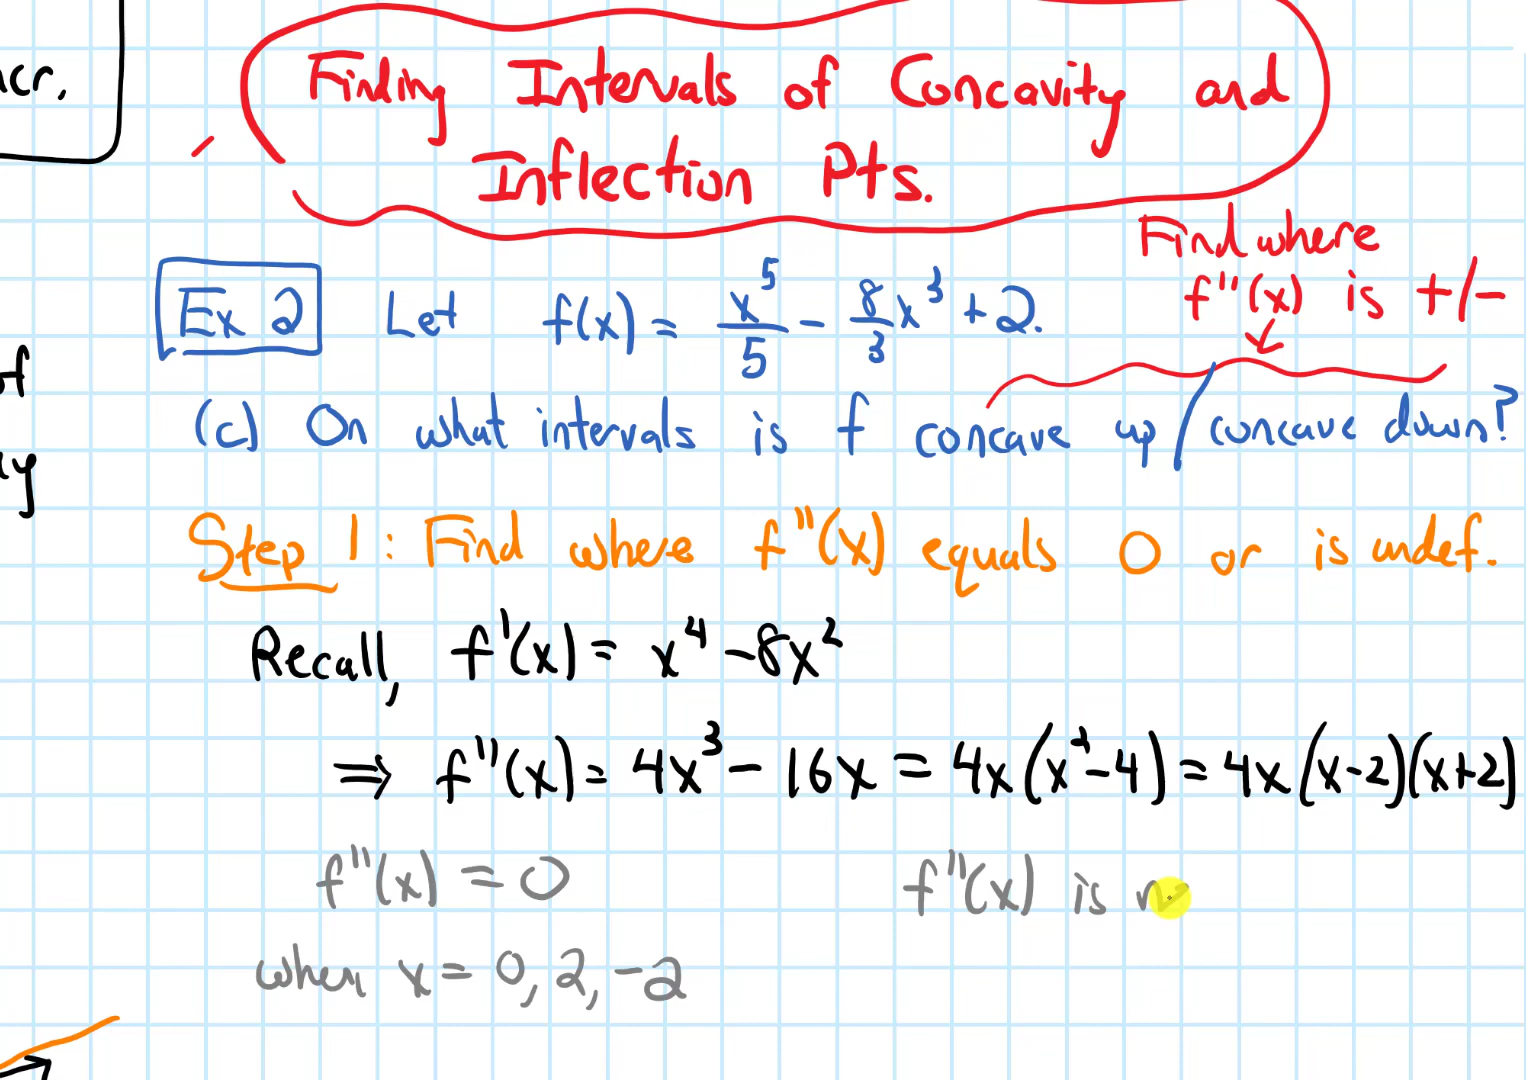 ncr.
Finding Intervals of Concavity and
Inflection Pts.
Find where
f''(x) is +/-
Ex 2 Let f(x) = x^5/5 - 8/3 x^3 + 2.
of
(c) On what intervals is f concave up / concave down?
y
Step 1: Find where f''(x) equals 0 or is undef.
Recall, f'(x) = x^4 - 8x^2
⇒ f''(x) = 4x^3 - 16x = 4x(x^2-4) = 4x(x-2)(x+2)
f''(x) = 0 f''(x) is n
when x = 0, 2, -2